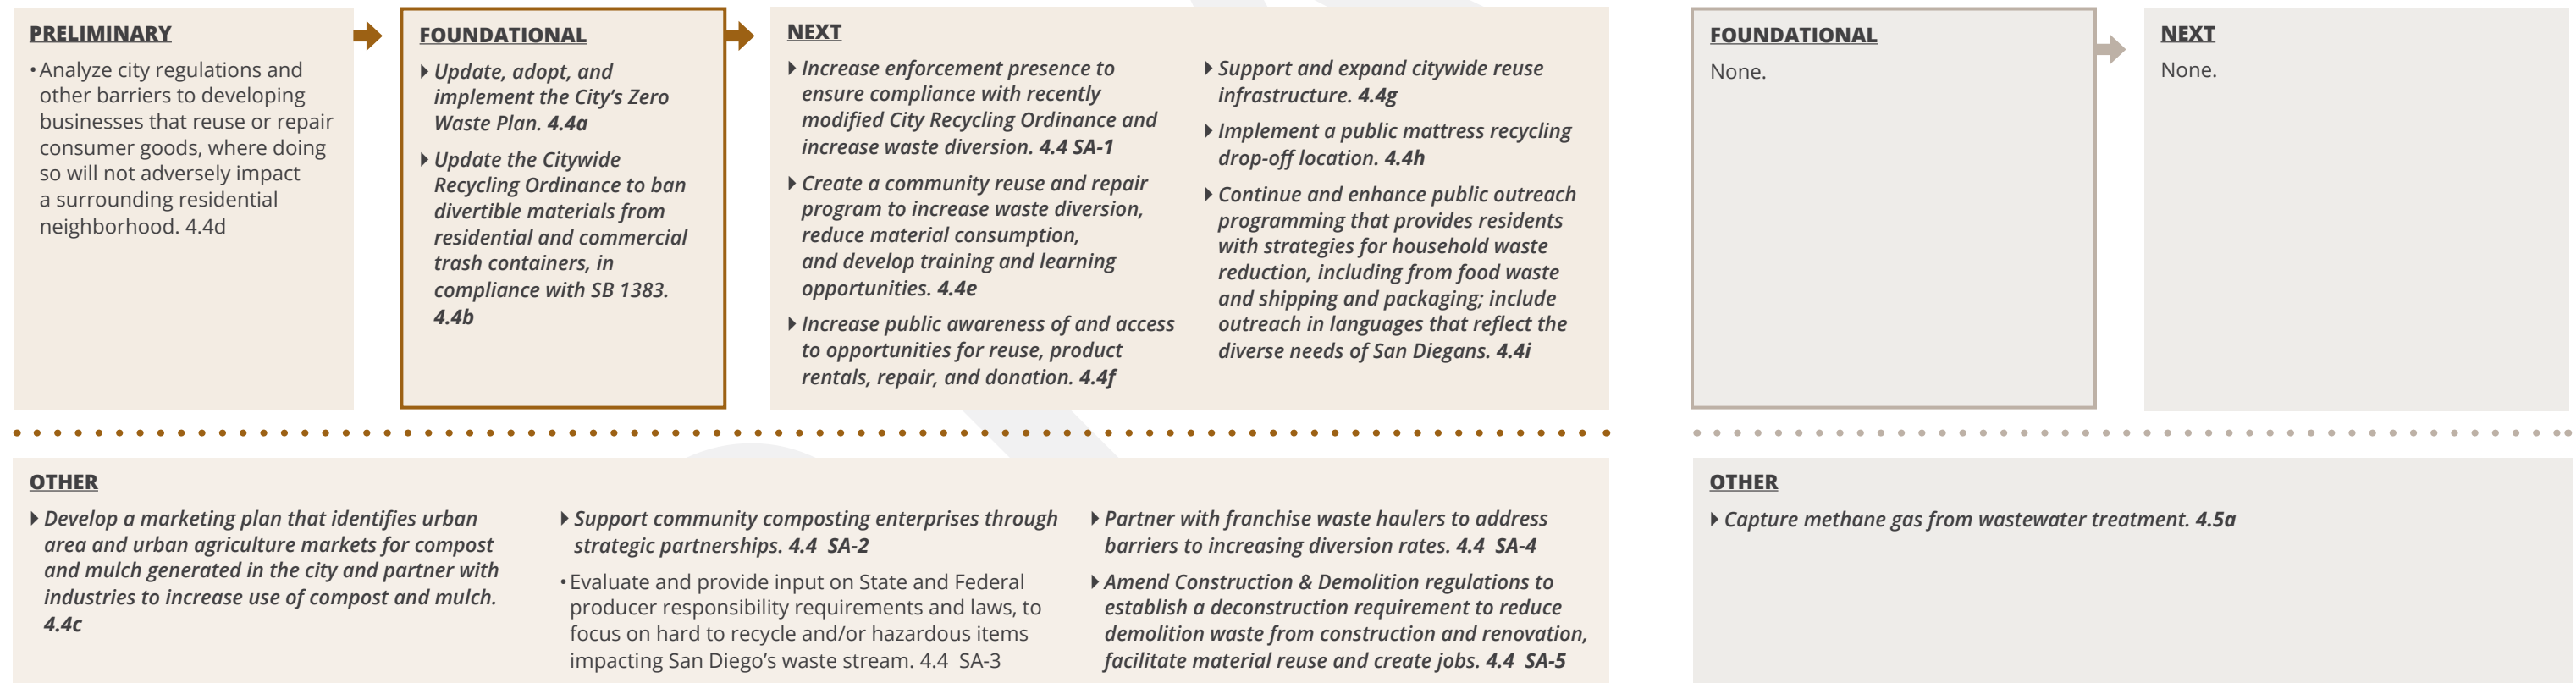 PRELIMINARY
• Analyze city regulations and
other barriers to developing
businesses that reuse or repair
consumer goods, where doing
so will not adversely impact
a surrounding residential
neighborhood. 4.4d
FOUNDATIONAL
Update, adopt, and
implement the City’s Zero
Waste Plan. 4.4a
Update the Citywide
Recycling Ordinance to ban
divertible materials from
residential and commercial
trash containers, in
compliance with SB 1383.
4.4b
NEXT
Increase enforcement presence to
ensure compliance with recently
modified City Recycling Ordinance and
increase waste diversion. 4.4 SA-1
Create a community reuse and repair
program to increase waste diversion,
reduce material consumption,
and develop training and learning
opportunities. 4.4e
Increase public awareness of and access
to opportunities for reuse, product
rentals, repair, and donation. 4.4f
Support and expand citywide reuse
infrastructure. 4.4g
Implement a public mattress recycling
drop-off location. 4.4h
Continue and enhance public outreach
programming that provides residents
with strategies for household waste
reduction, including from food waste
and shipping and packaging; include
outreach in languages that reflect the
diverse needs of San Diegans. 4.4i
FOUNDATIONAL
None.
NEXT
None.
OTHER
Develop a marketing plan that identifies urban
area and urban agriculture markets for compost
and mulch generated in the city and partner with
industries to increase use of compost and mulch.
4.4c
Support community composting enterprises through
strategic partnerships. 4.4 SA-2
• Evaluate and provide input on State and Federal
producer responsibility requirements and laws, to
focus on hard to recycle and/or hazardous items
impacting San Diego’s waste stream. 4.4 SA-3
Partner with franchise waste haulers to address
barriers to increasing diversion rates. 4.4 SA-4
Amend Construction & Demolition regulations to
establish a deconstruction requirement to reduce
demolition waste from construction and renovation,
facilitate material reuse and create jobs. 4.4 SA-5
OTHER
Capture methane gas from wastewater treatment. 4.5a